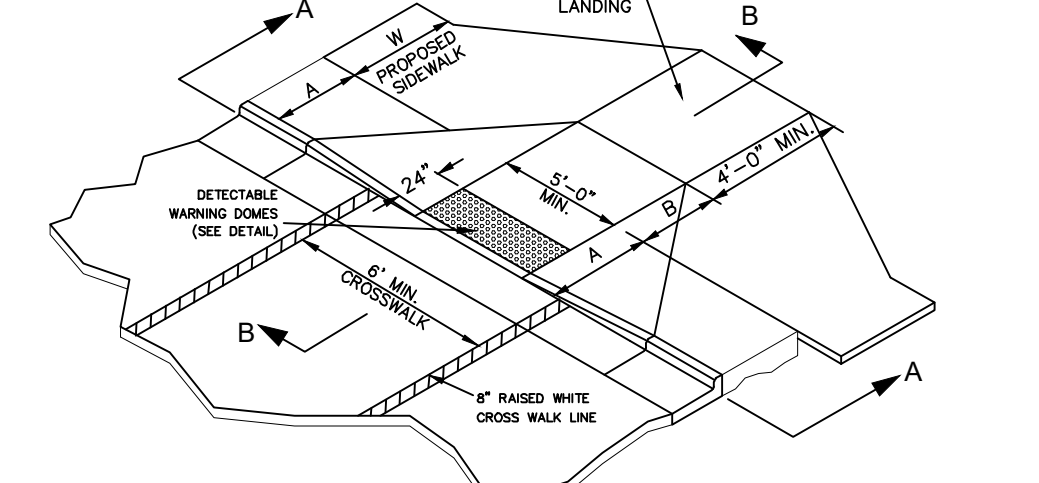 LANDING
A
B
W
PROPOSED
SIDEWALK
A
24"
5'-0"
MIN.
4'-0" MIN.
B
A
DETECTABLE
WARNING DOMES
(SEE DETAIL)
6' MIN.
CROSSWALK
B
8" RAISED WHITE
CROSS WALK LINE
A